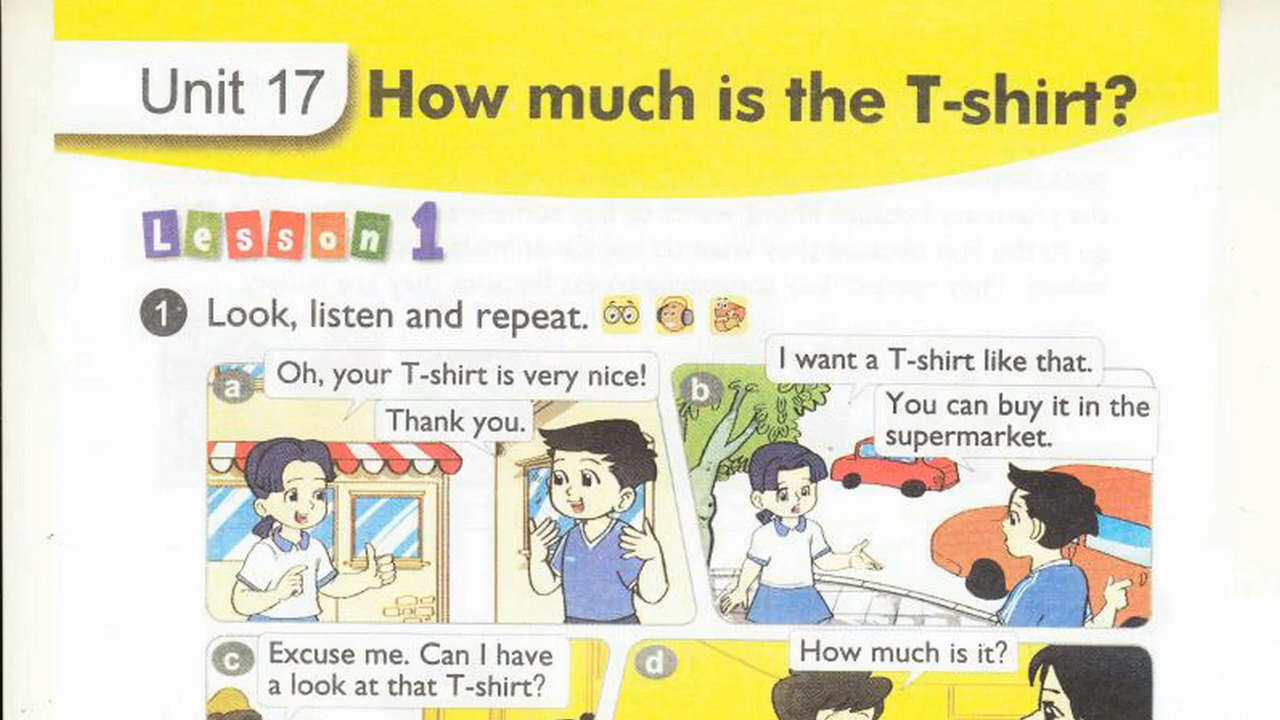 Unit 17
How much is the T-shirt?
Lesson 1
1 Look, listen and repeat.
a
Oh, your T-shirt is very nice!
Thank you.
b
I want a T-shirt like that.
You can buy it in the
supermarket.
c
Excuse me. Can I have
a look at that T-shirt?
d
How much is it?